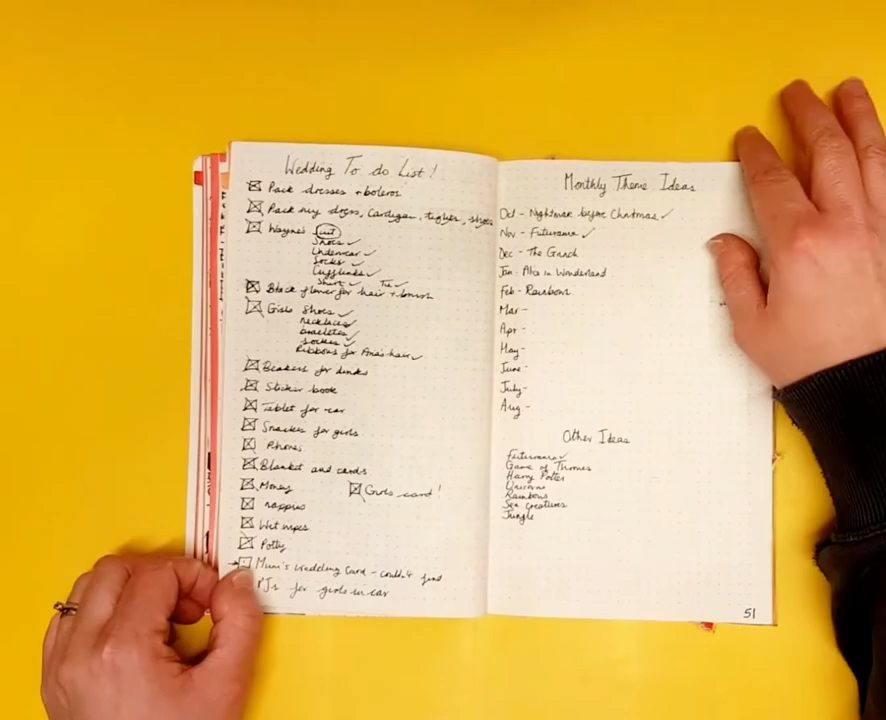 Wedding To do List!
Pack dresses + boleros
Pack my dress, Cardigan, tights, shoes
Wayne's Suit
Shoes ✓
Underwear ✓
Socks ✓
Cufflinks ✓
Shirt ✓ Tie ✓
Black flower for hair +
Girls Shoes ✓
necklaces ✓
bracelets ✓
socks ✓
Ribbons for Ana's hair ✓
Beakers for drinks
Sticker book
Tablet for car
Snacks for girls
Phones
Blanket and cards
Money
Girls card!
nappies
Wet wipes
Potty
Mum's Wedding Card - couldn't find
PJs for girls in car
Monthly Theme Ideas
Oct - Nightmare before Christmas ✓
Nov - Futurama ✓
Dec - The Grinch
Jan - Alice in Wonderland
Feb - Rainbows
Mar -
Apr -
May -
June -
July -
Aug -
Other Ideas
Futurama ✓
Game of Thrones
Harry Potter
Unicorns
Rainbows
Sea creatures
Jungle
51